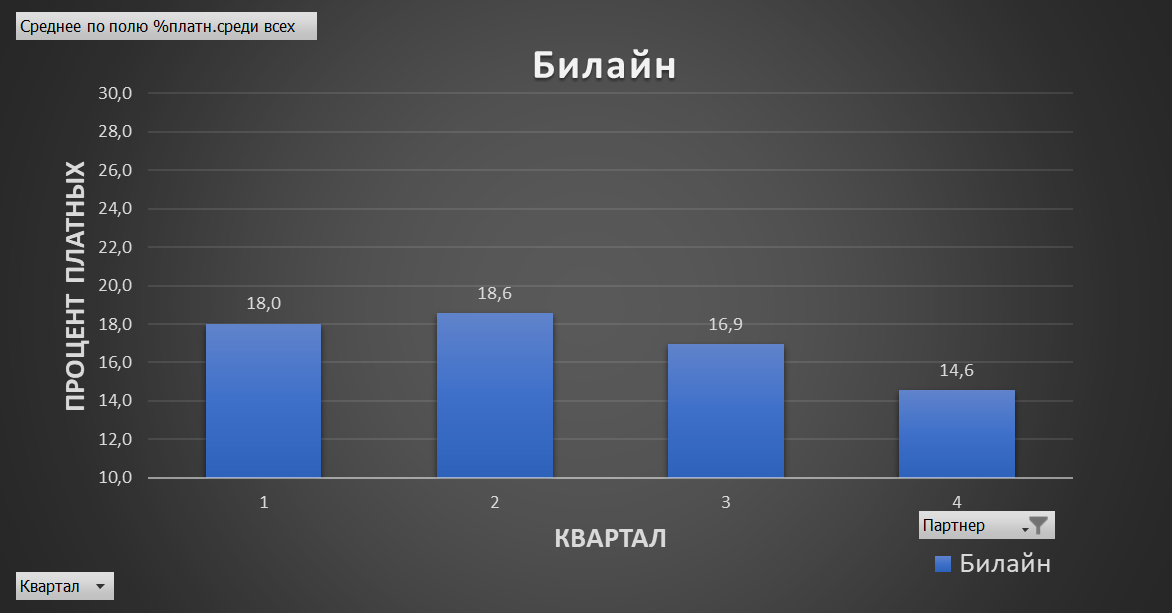 Среднее по полю %платн.среди всех
Билайн
ПРОЦЕНТ ПЛАТНЫХ
30,0
28,0
26,0
24,0
22,0
20,0
18,0
16,0
14,0
12,0
10,0
18,0
18,6
16,9
14,6
1
2
3
4
КВАРТАЛ
Партнер
Билайн
Квартал